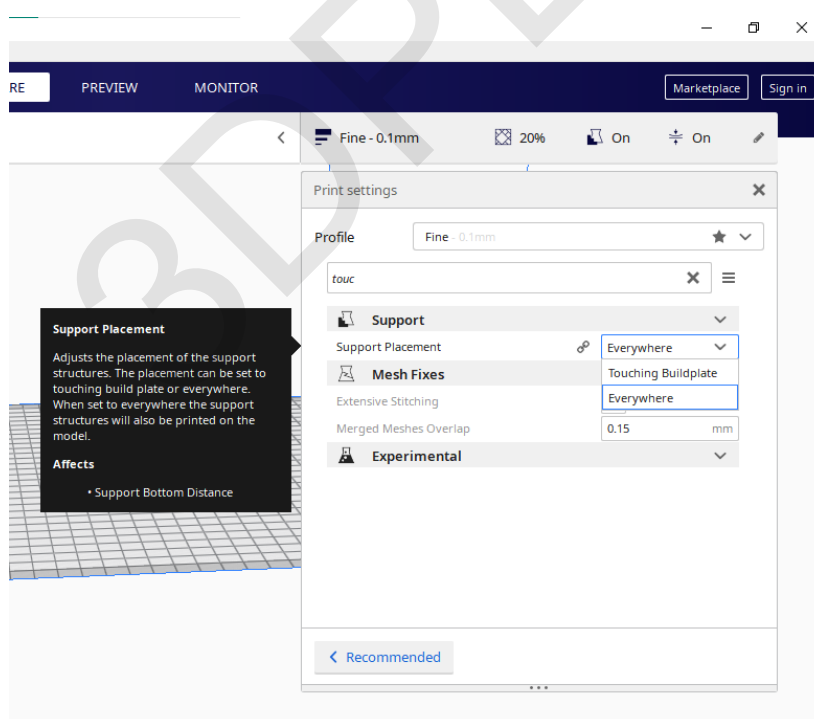 RE
PREVIEW
MONITOR
Marketplace
Sign in
Fine - 0.1mm
20%
On
On
Print settings
Profile
Fine - 0.1mm
touc
Support
Support Placement
Everywhere
Touching Buildplate
Everywhere
Mesh Fixes
Extensive Stitching
Merged Meshes Overlap
0.15 mm
Experimental
Recommended
Support Placement
Adjusts the placement of the support
structures. The placement can be set to
touching build plate or everywhere.
When set to everywhere the support
structures will also be printed on the
model.
Affects
• Support Bottom Distance